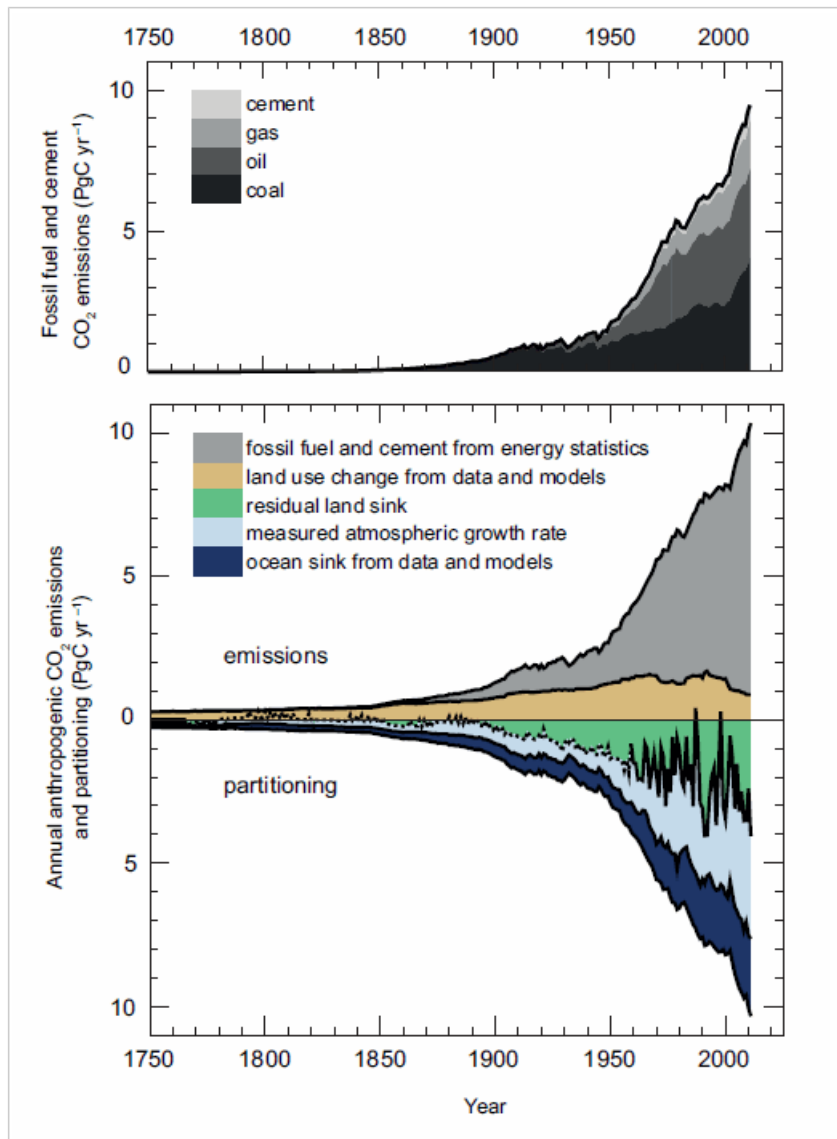 1750 1800 1850 1900 1950 2000
Fossil fuel and cement
CO₂ emissions (PgC yr⁻¹)
10
5
0
cement
gas
oil
coal
Annual anthropogenic CO₂ emissions
and partitioning (PgC yr⁻¹)
10
5
0
5
10
fossil fuel and cement from energy statistics
land use change from data and models
residual land sink
measured atmospheric growth rate
ocean sink from data and models
emissions
partitioning
1750 1800 1850 1900 1950 2000
Year